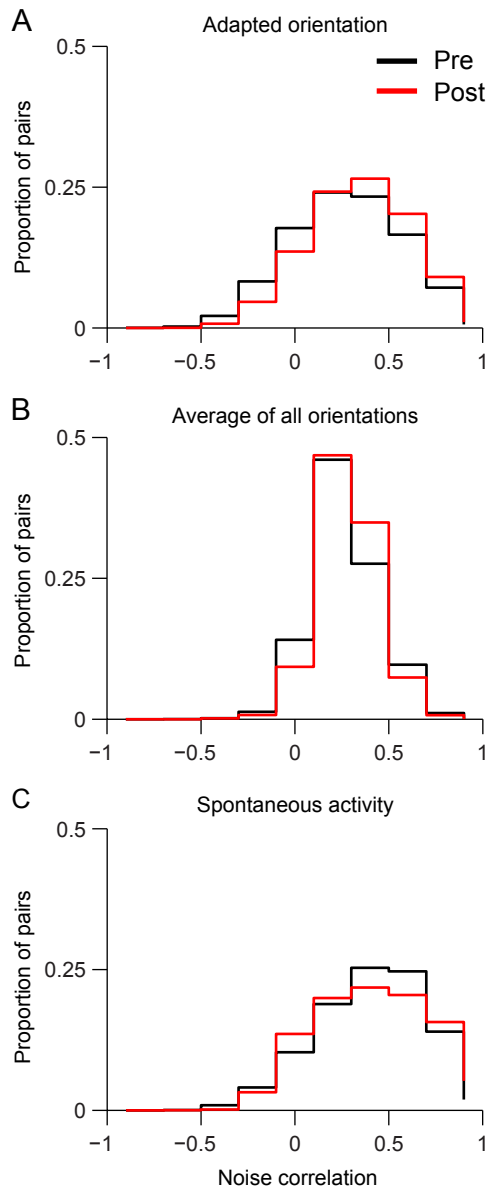 A
Adapted orientation
0.5
Pre
Post
Proportion of pairs
0.25
0
−1
−0.5
0
0.5
1
B
Average of all orientations
0.5
Proportion of pairs
0.25
0
−1
−0.5
0
0.5
1
C
Spontaneous activity
0.5
Proportion of pairs
0.25
0
−1
−0.5
0
0.5
1
Noise correlation